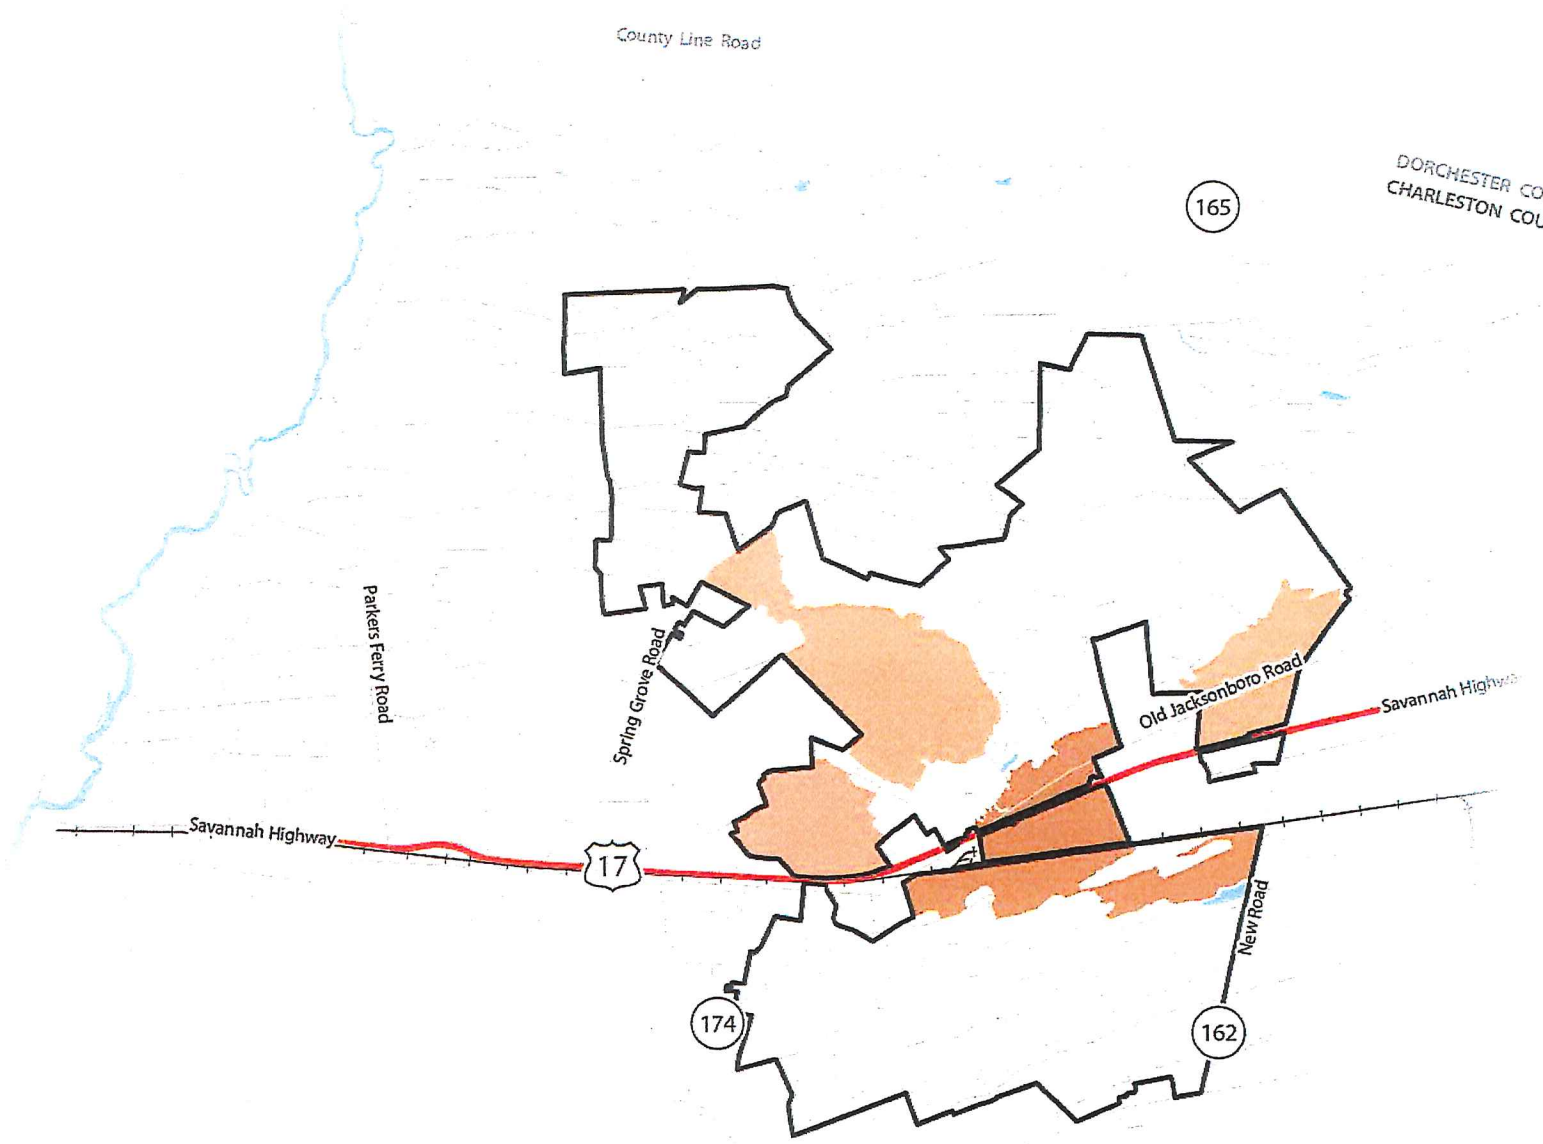 County Line Road
165
DORCHESTER CO
CHARLESTON COU
Parkers Ferry Road
Spring Grove Road
Old Jacksonboro Road
Savannah Highwa
Savannah Highway
17
New Road
174
162